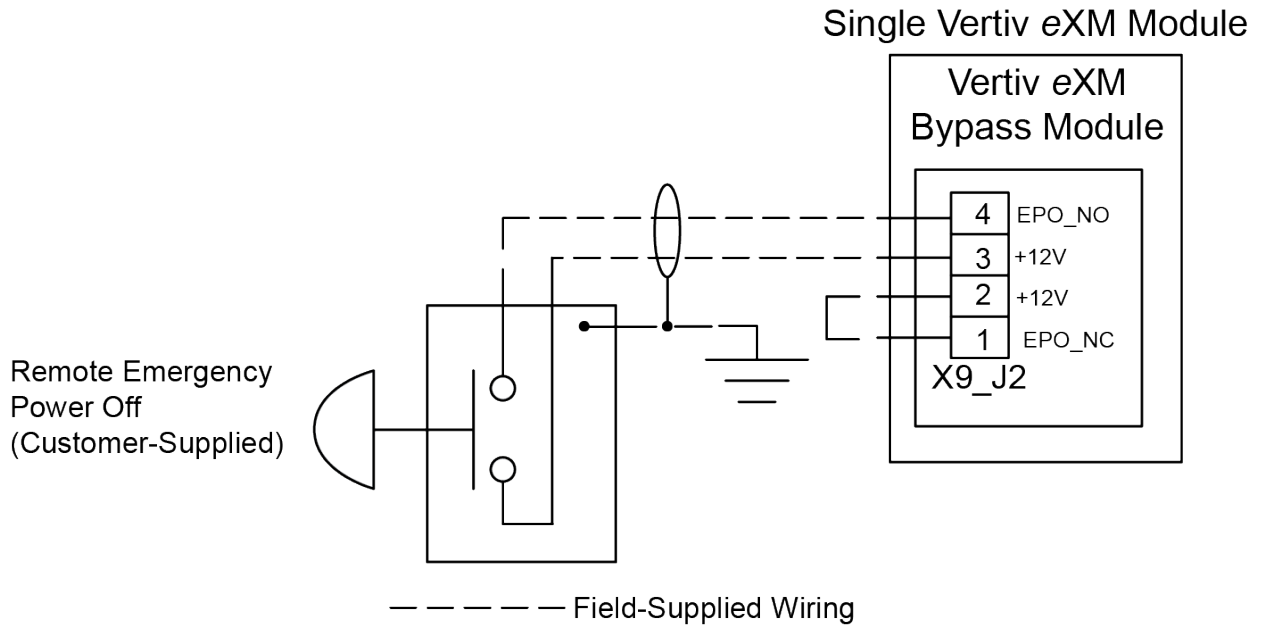 Single Vertiv eXM Module
Vertiv eXM
Bypass Module
4 EPO_NO
3 +12V
2 +12V
1 EPO_NC
X9_J2
Remote Emergency
Power Off
(Customer-Supplied)
Field-Supplied Wiring